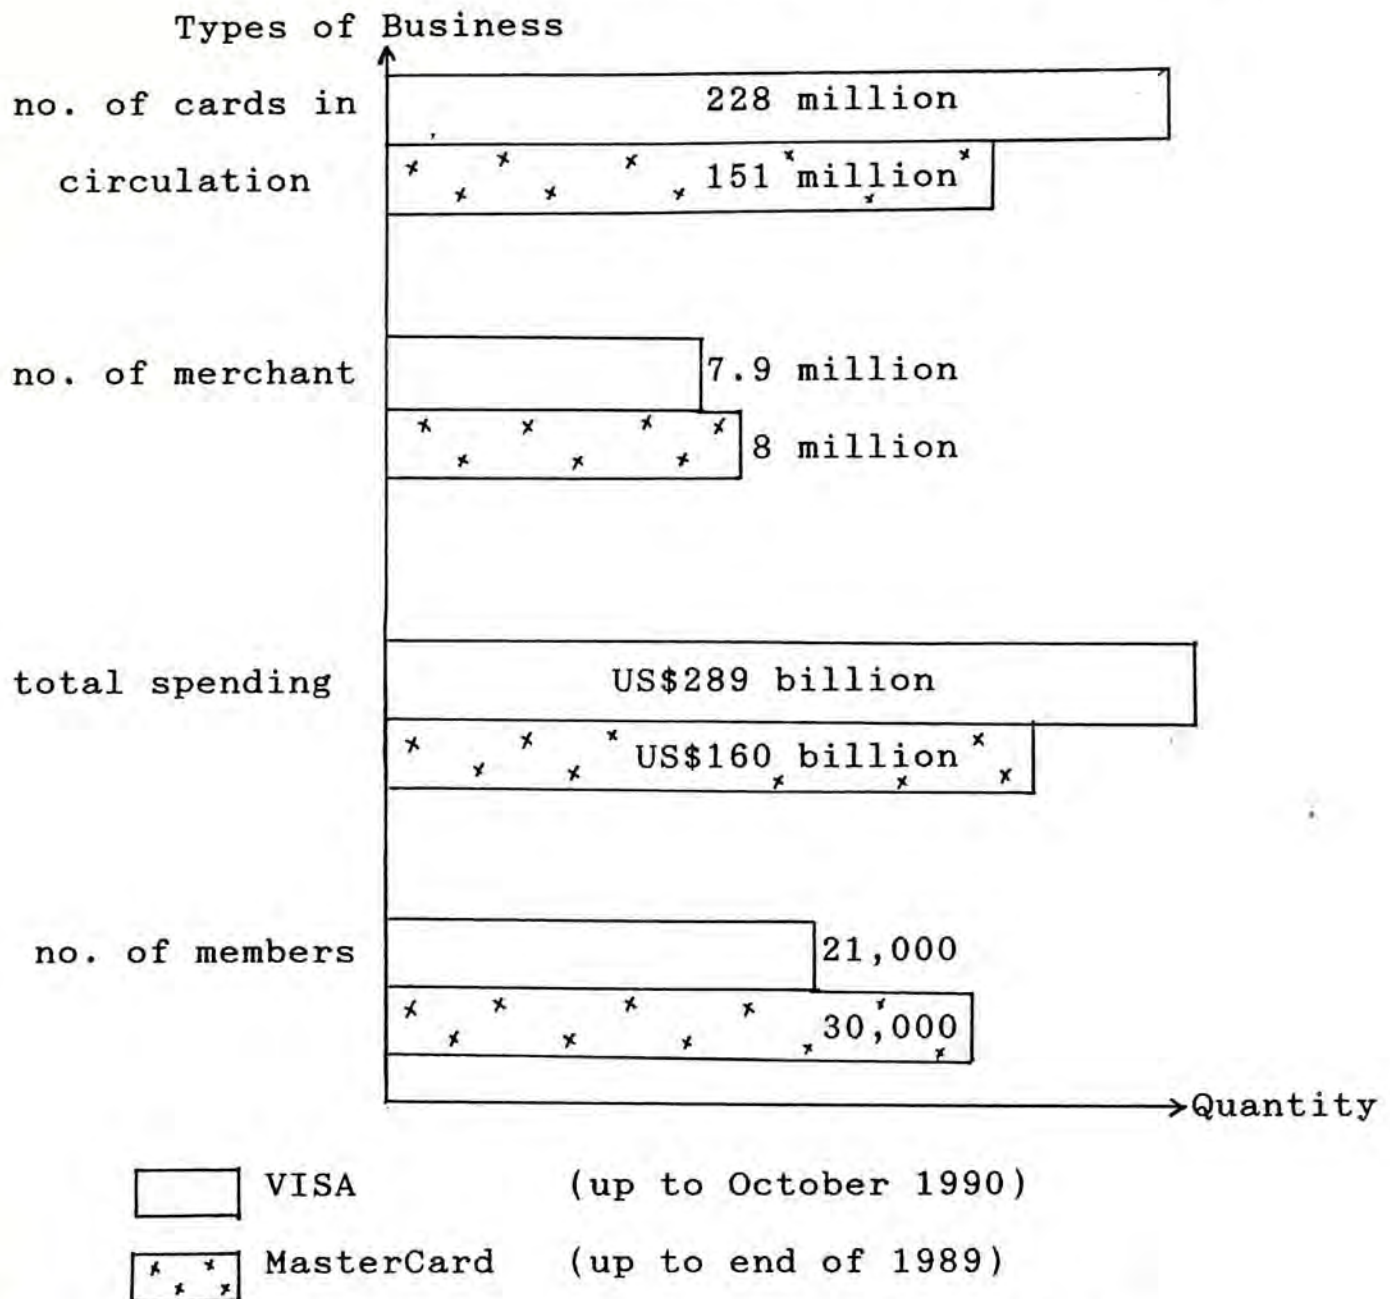 Types of Business
no. of cards in
circulation
228 million
151 million
no. of merchant
7.9 million
8 million
total spending
US$289 billion
US$160 billion
no. of members
21,000
30,000
Quantity
VISA (up to October 1990)
MasterCard (up to end of 1989)